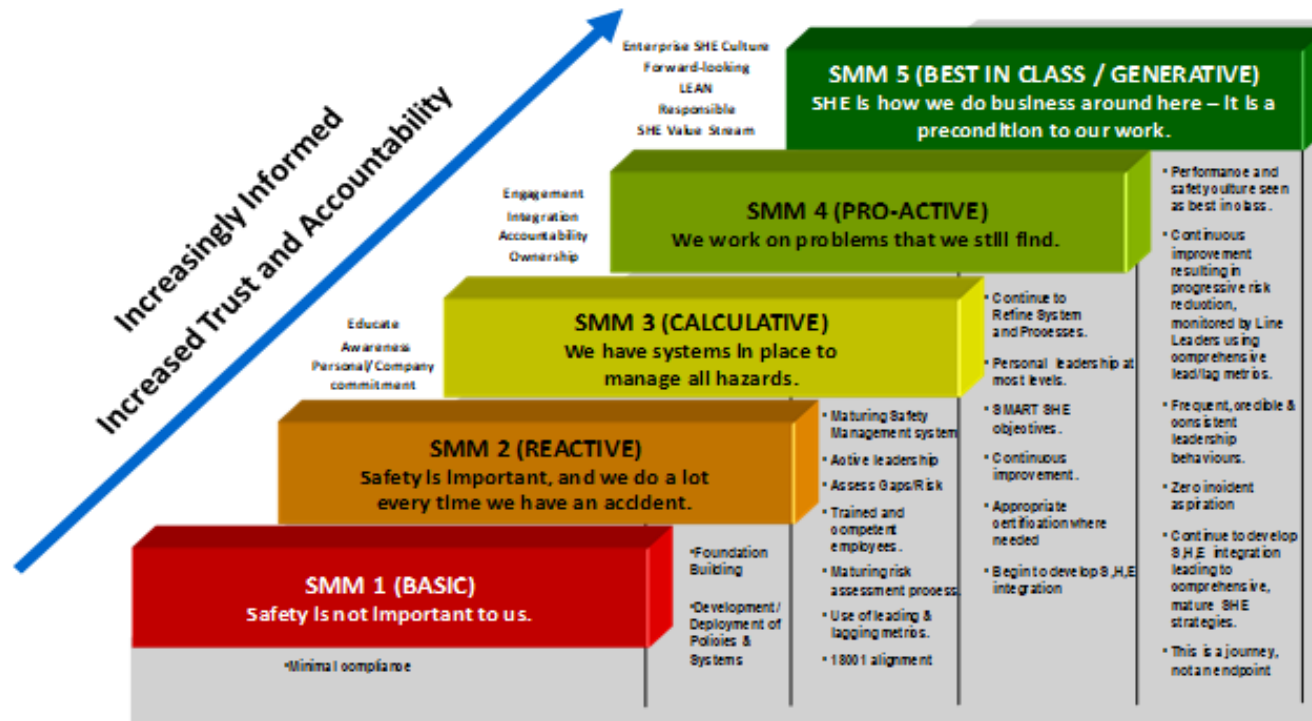 Increasingly Informed
Increased Trust and Accountability
Enterprise SHE Culture
Forward-looking
LEAN
Responsible
SHE Value Stream
SMM 5 (BEST IN CLASS / GENERATIVE)
SHE is how we do business around here – it is a
precondition to our work.
Engagement
Integration
Accountability
Ownership
SMM 4 (PRO-ACTIVE)
We work on problems that we still find.
Educate
Awareness
Personal/Company
commitment
SMM 3 (CALCULATIVE)
We have systems in place to
manage all hazards.
SMM 2 (REACTIVE)
Safety is important, and we do a lot
every time we have an accident.
SMM 1 (BASIC)
Safety is not important to us.
•Minimal compliance
•Foundation
Building
•Development/
Deployment of
Policies &
Systems
• Maturing Safety
Management system
• Active leadership
• Assess Gaps/Risk
• Trained and
competent
employees.
• Maturing risk
assessment process.
• Use of leading &
lagging metrics.
• 18001 alignment
• Continue to
Refine System
and Processes.
• Personal leadership at
most levels.
• SMART SHE
objectives.
• Continuous
improvement.
• Appropriate
certification where
needed
• Begin to develop S,H,E
integration
• Performance and
safety culture seen
as best in class.
• Continuous
improvement
resulting in
progressive risk
reduction,
monitored by Line
Leaders using
comprehensive
lead/lag metrics.
• Frequent, credible &
consistent
leadership
behaviours.
• Zero incident
aspiration
• Continue to develop
S,H,E integration
leading to
comprehensive,
mature SHE
strategies.
• This is a journey,
not an endpoint